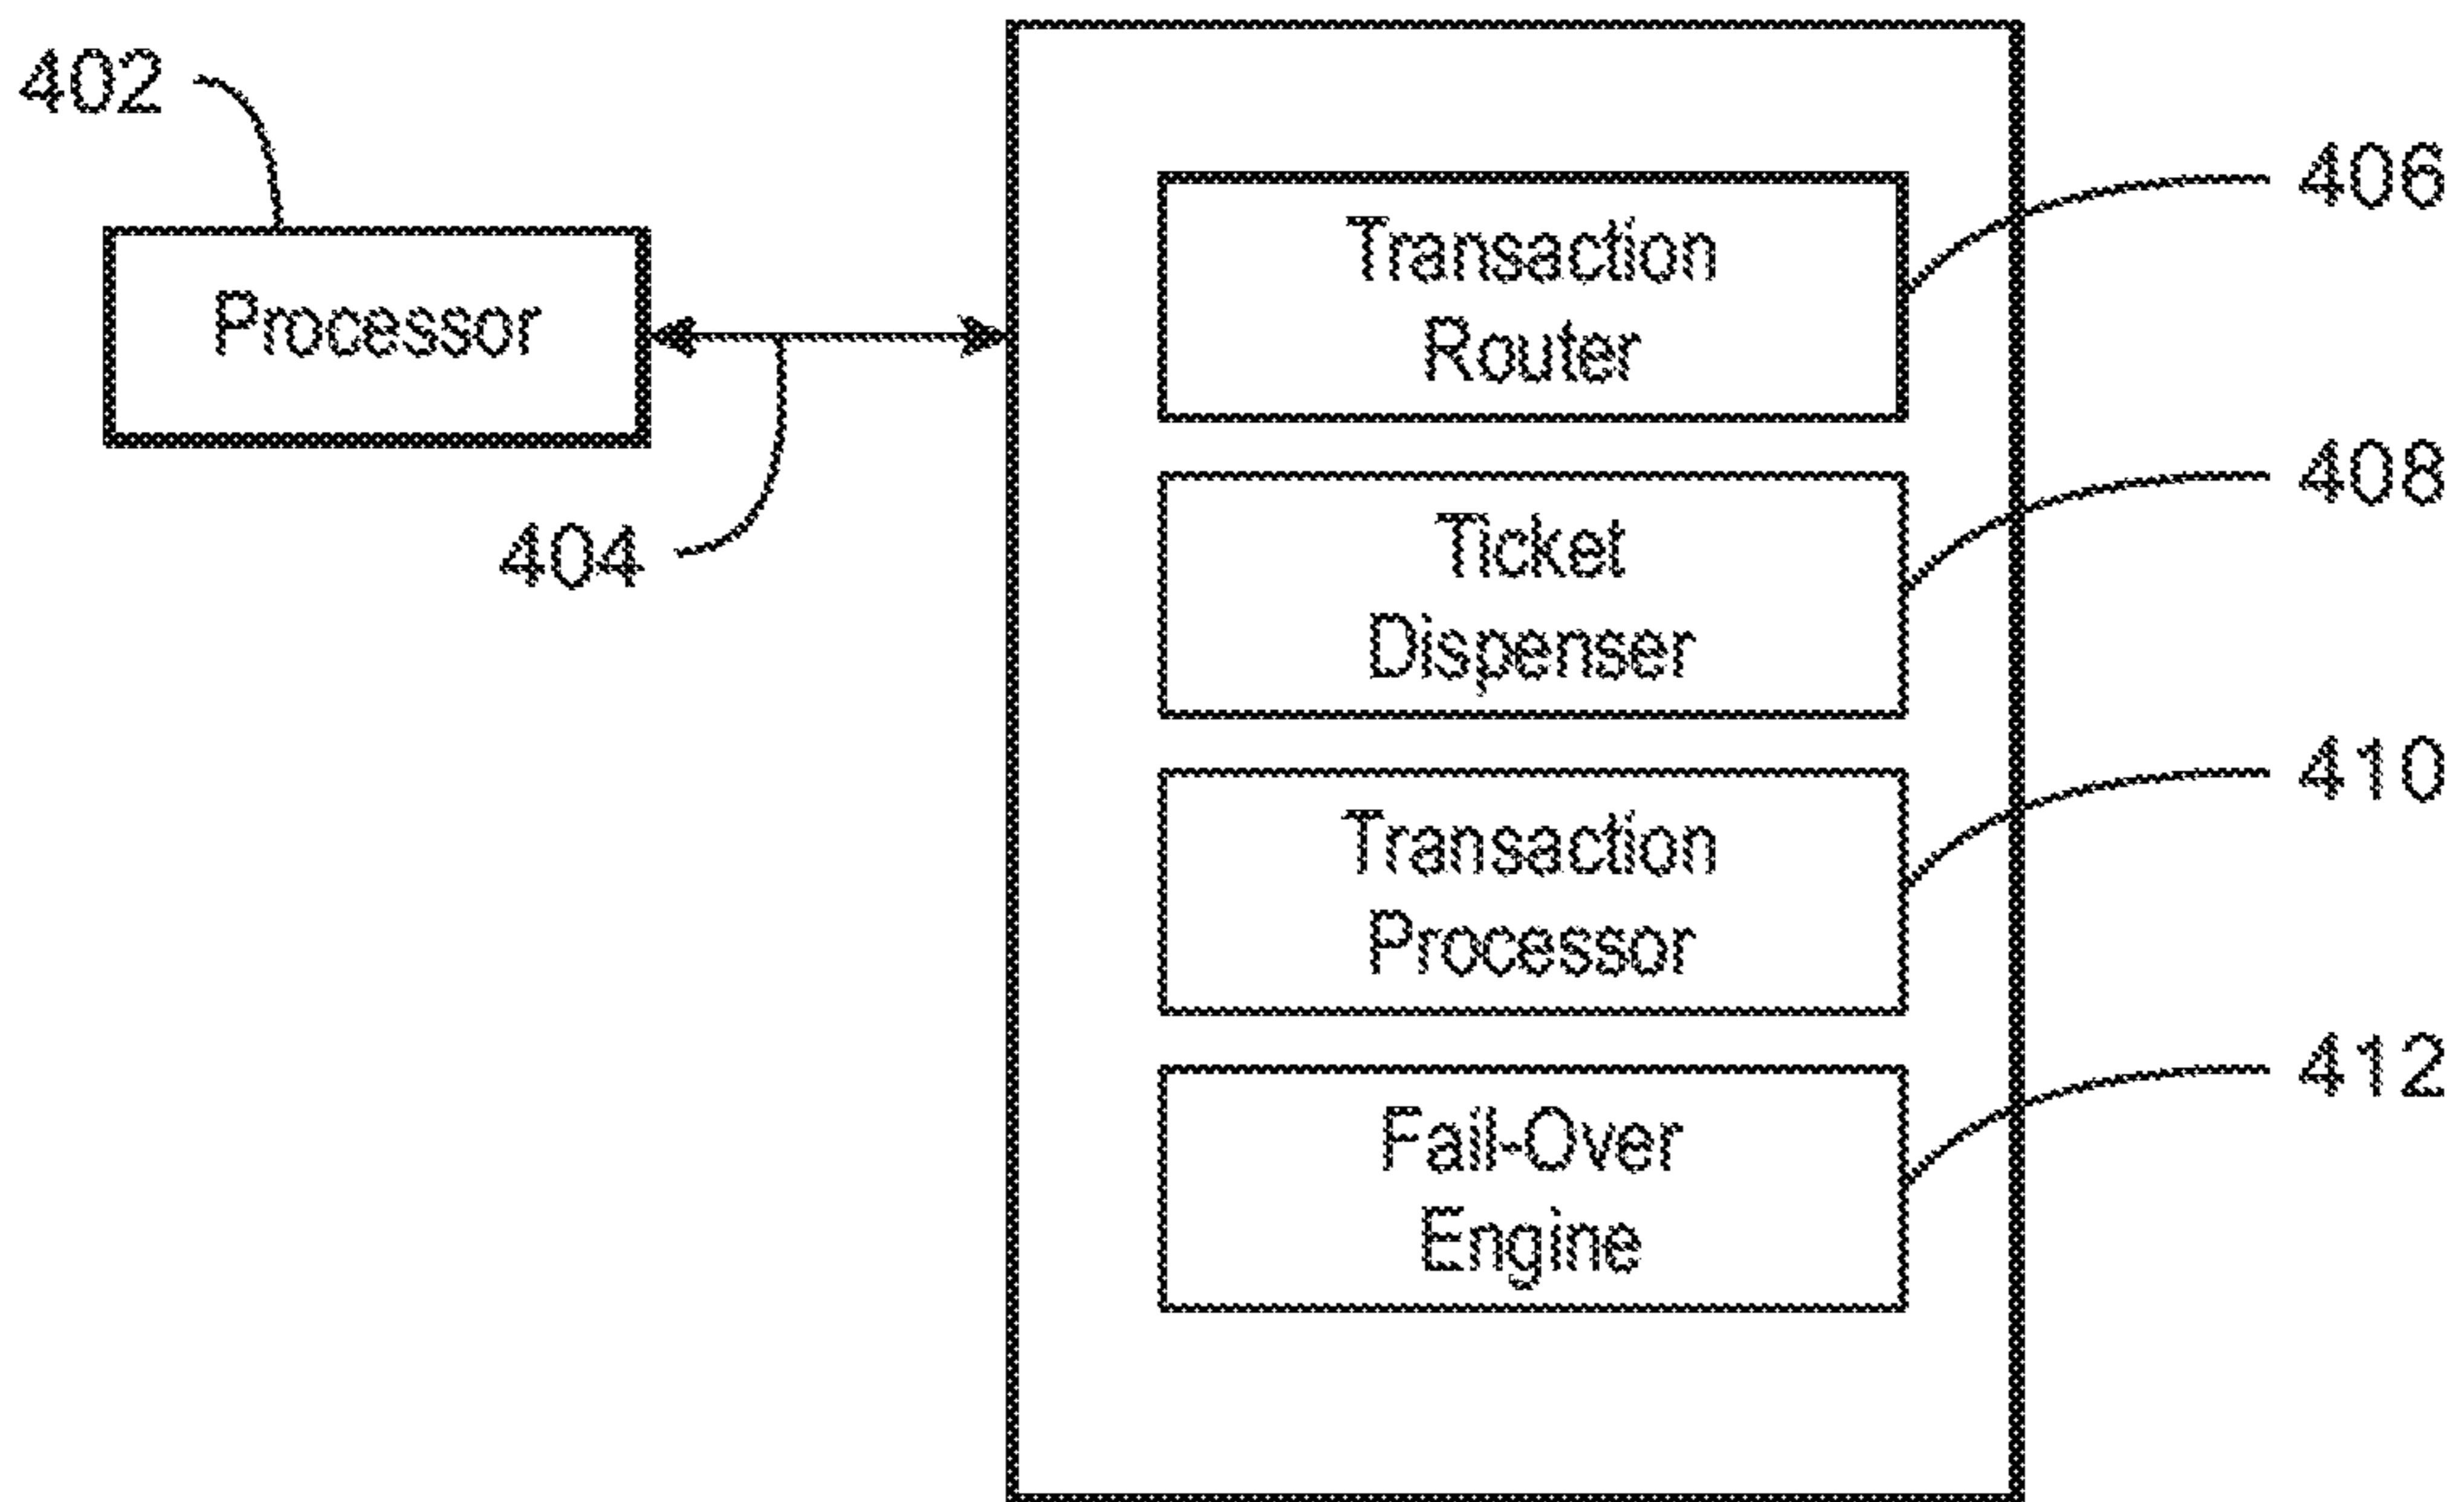 402
Processor
404
Transaction
Router
406
Ticket
Dispenser
408
Transaction
Processor
410
Fail-Over
Engine
412